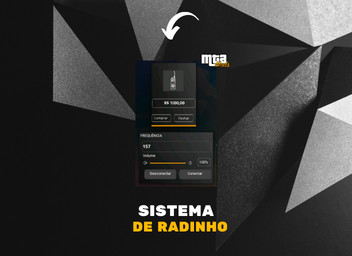 mta
R$ 1000,00
Comprar Fechar
FREQUÊNCIA
157
Volume
100%
Desconectar Conectar
SISTEMA
DE RADINHO